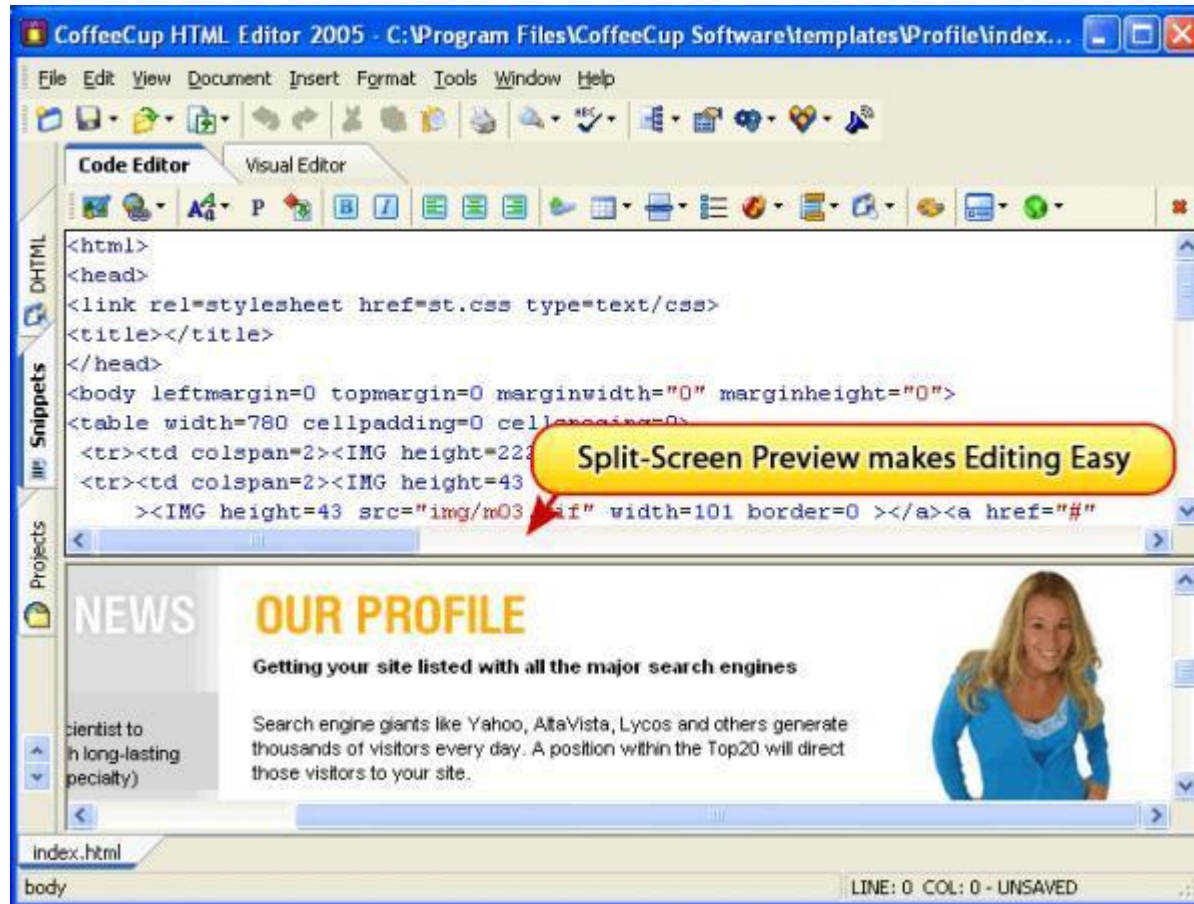 CoffeeCup HTML Editor 2005 - C:\Program Files\CoffeeCup Software\templates\Profile\index...
File Edit View Document Insert Format Tools Window Help
ABC
Code Editor Visual Editor
Aa P B I
DHTML
Snippets
Projects
<html>
<head>
<link rel=stylesheet href=st.css type=text/css>
<title></title>
</head>
<body leftmargin=0 topmargin=0 marginwidth="0" marginheight="0">
<table width=780 cellpadding=0 cellspacing=0>
<tr><td colspan=2><IMG height=222
<tr><td colspan=2><IMG height=43
><IMG height=43 src="img/m03.gif" width=101 border=0 ></a><a href="#"
Split-Screen Preview makes Editing Easy
NEWS
cientist to
h long-lasting
pecialty)
OUR PROFILE
Getting your site listed with all the major search engines
Search engine giants like Yahoo, AltaVista, Lycos and others generate
thousands of visitors every day. A position within the Top20 will direct
those visitors to your site.
index.html
body LINE: 0 COL: 0 - UNSAVED